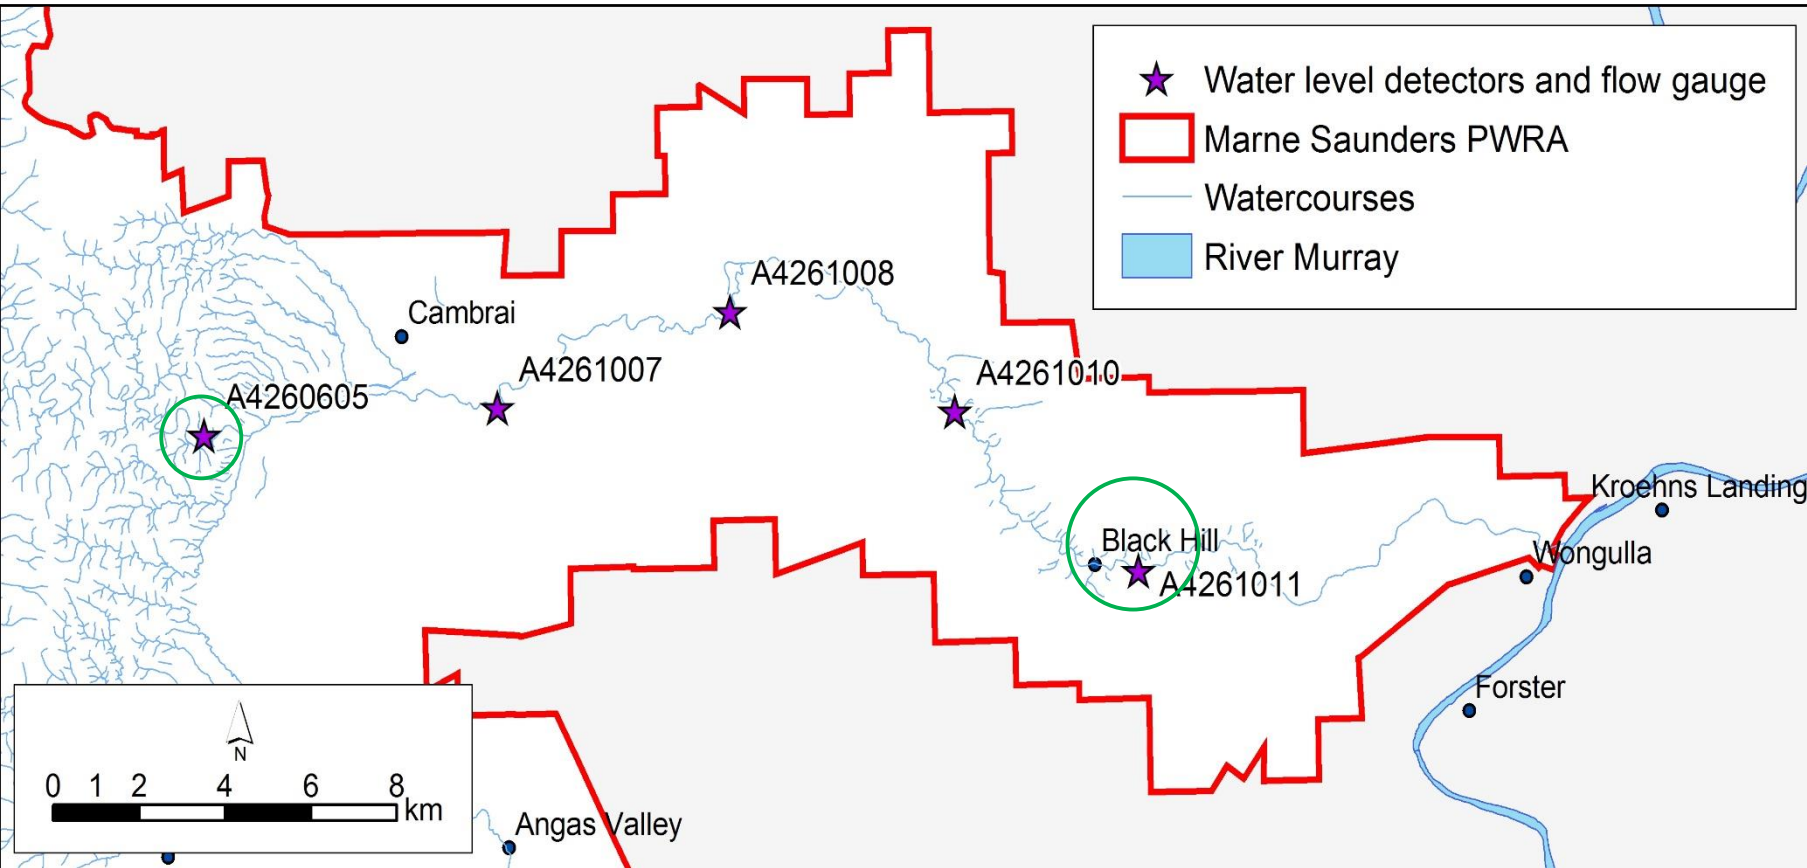 Water level detectors and flow gauge
Marne Saunders PWRA
Watercourses
River Murray
A4261008
Cambrai
A4261007
A4261010
A4260605
Kroehns Landing
Black Hill
Wongulla
A4261011
Forster
N
0 1 2 4 6 8
km
Angas Valley